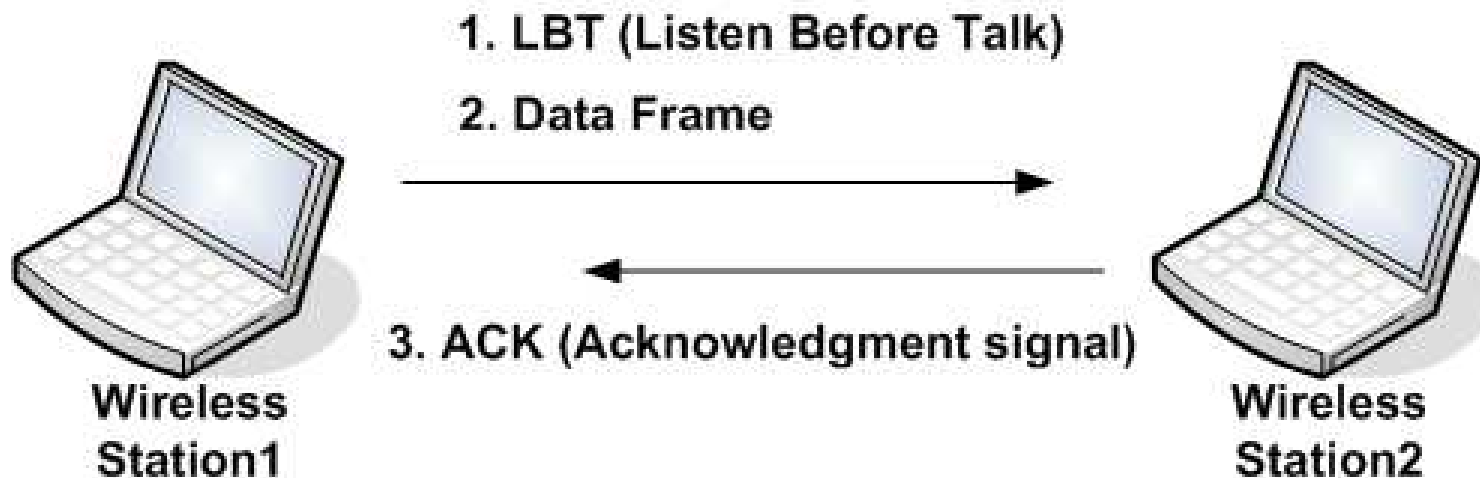 1. LBT (Listen Before Talk)
2. Data Frame
3. ACK (Acknowledgment signal)
Wireless
Station1
Wireless
Station2